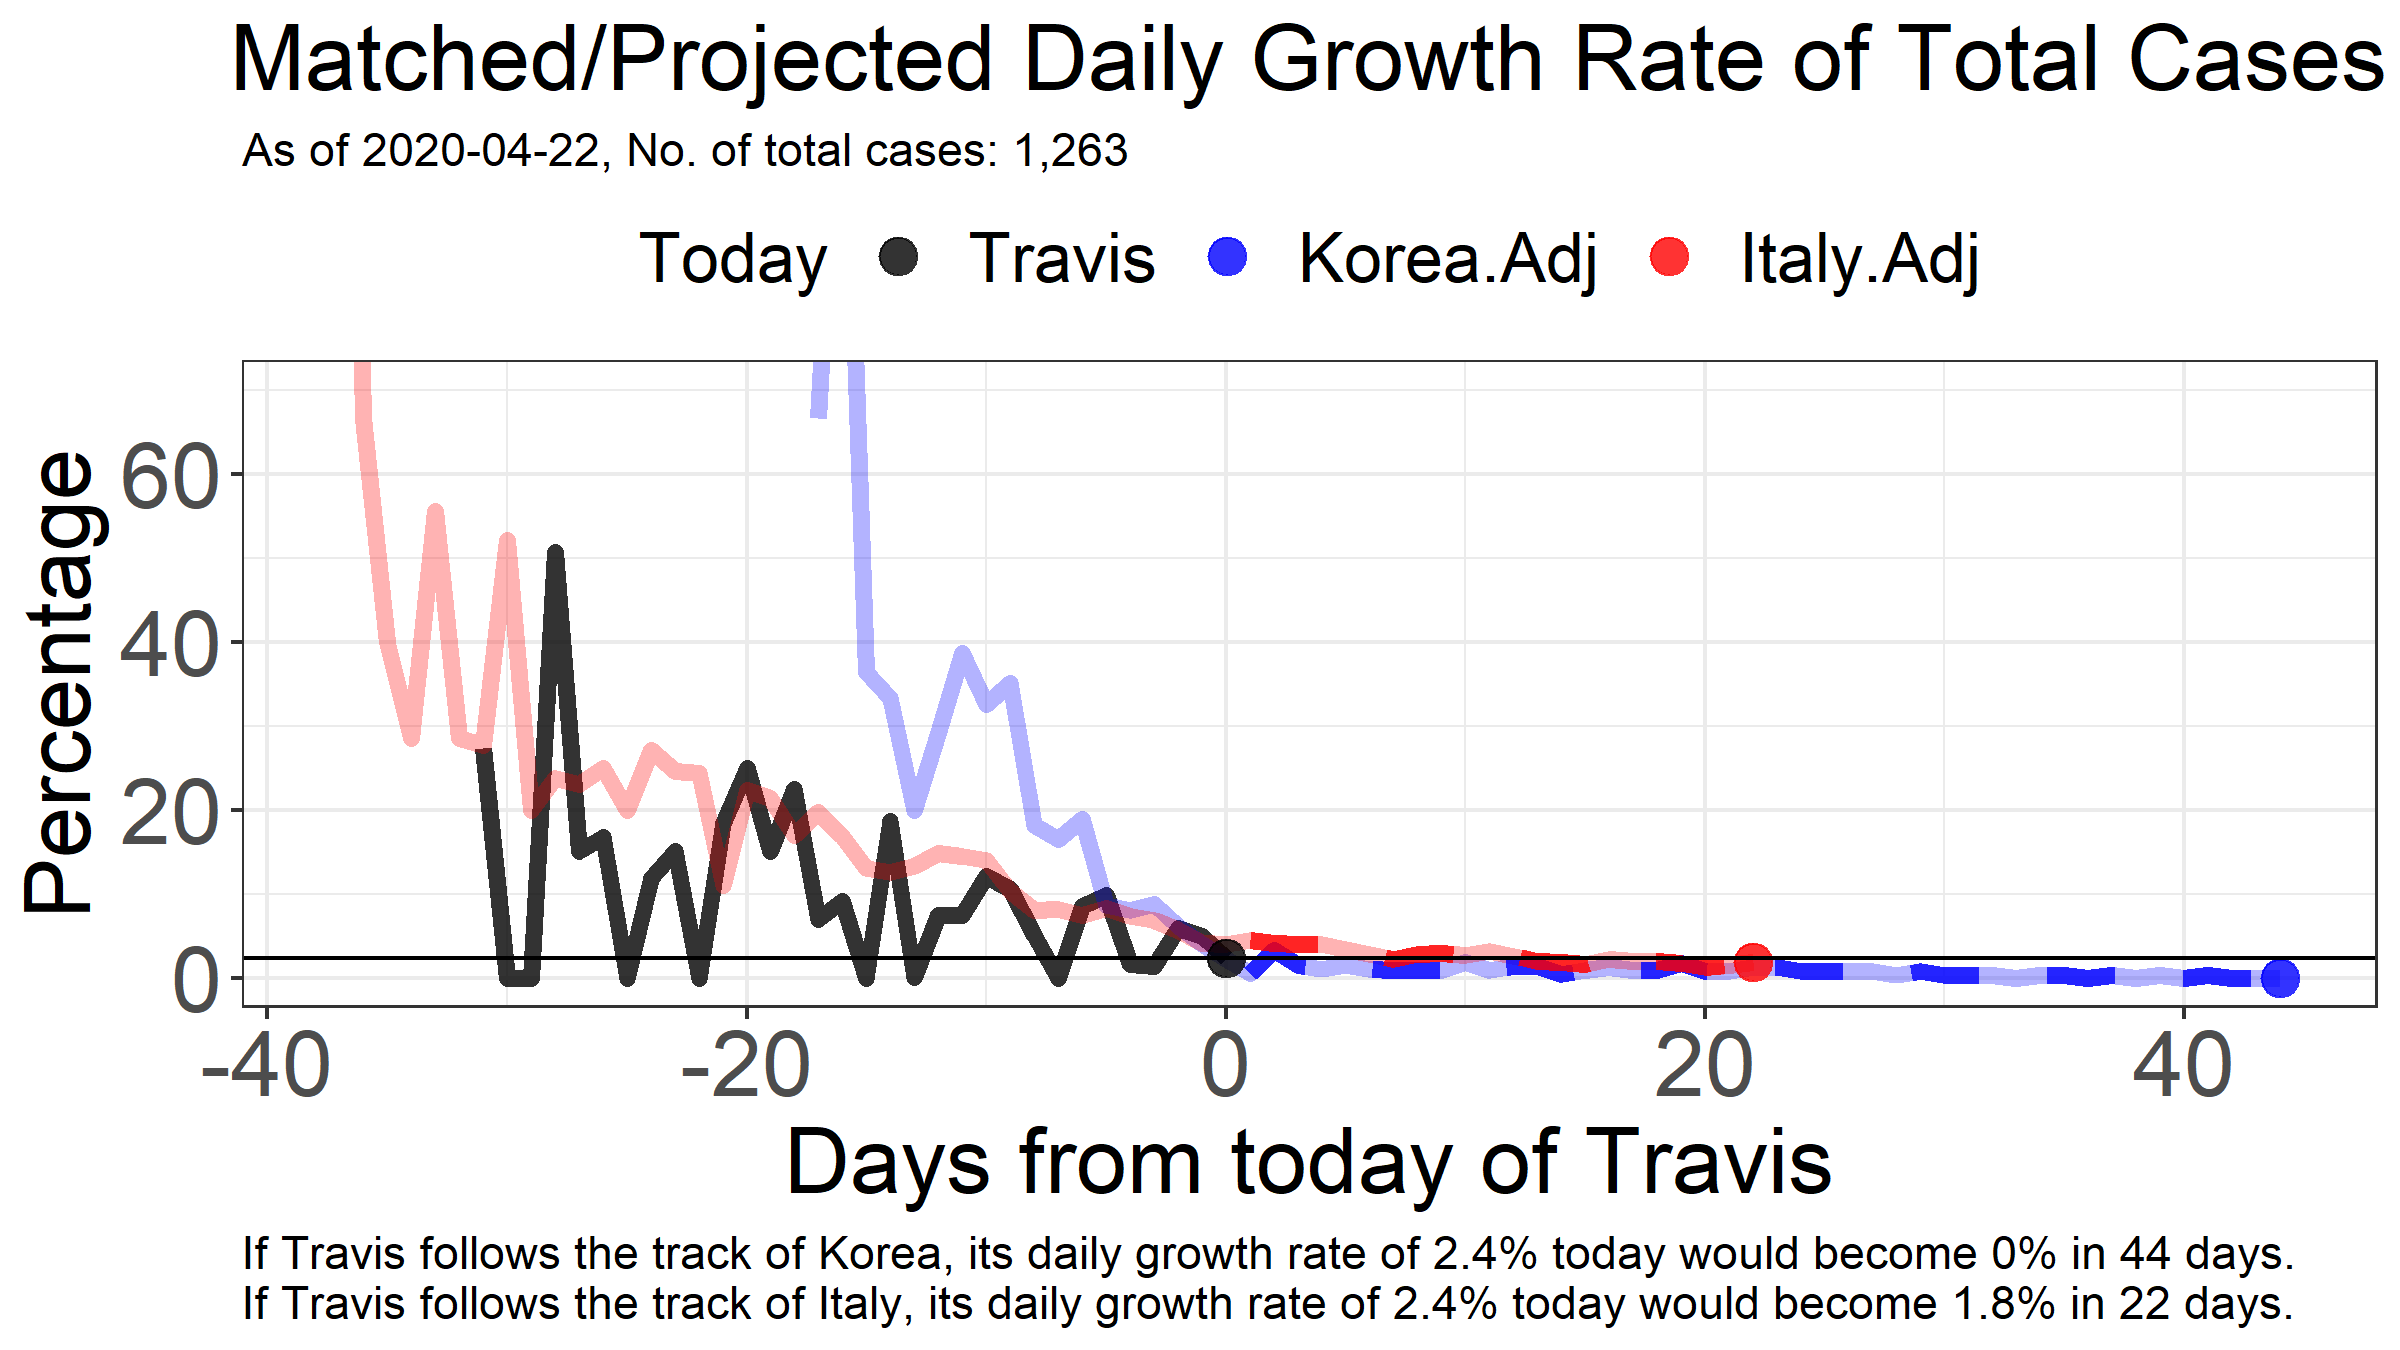 Matched/Projected Daily Growth Rate of Total Cases
As of 2020-04-22, No. of total cases: 1,263
Today Travis Korea.Adj Italy.Adj
Percentage
60
40
20
0
-40 -20 0 20 40
Days from today of Travis
If Travis follows the track of Korea, its daily growth rate of 2.4% today would become 0% in 44 days.
If Travis follows the track of Italy, its daily growth rate of 2.4% today would become 1.8% in 22 days.